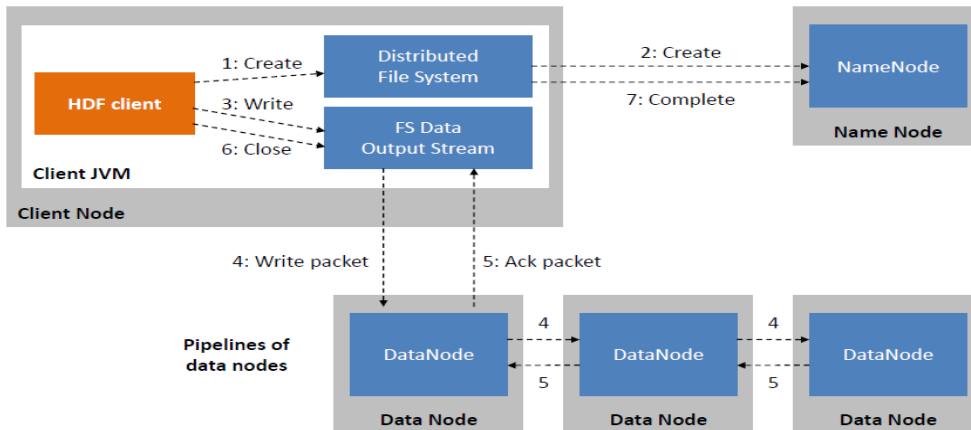 1: Create
Distributed
File System
2: Create
NameNode
HDF client
3: Write
7: Complete
FS Data
Output Stream
6: Close
Name Node
Client JVM
Client Node
4: Write packet
5: Ack packet
Pipelines of
data nodes
DataNode
4
5
DataNode
4
5
DataNode
Data Node
Data Node
Data Node